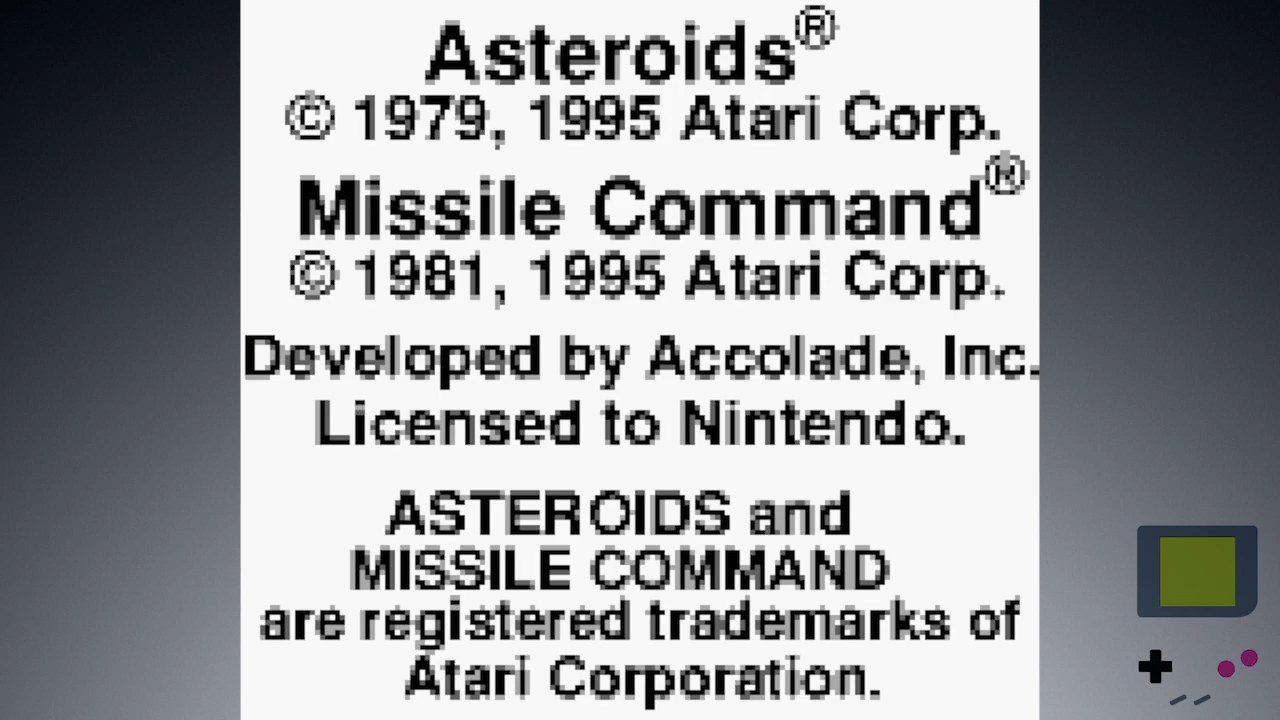 Asteroids®
© 1979, 1995 Atari Corp.
Missile Command®
© 1981, 1995 Atari Corp.
Developed by Accolade, Inc.
Licensed to Nintendo.
ASTEROIDS and
MISSILE COMMAND
are registered trademarks of
Atari Corporation.